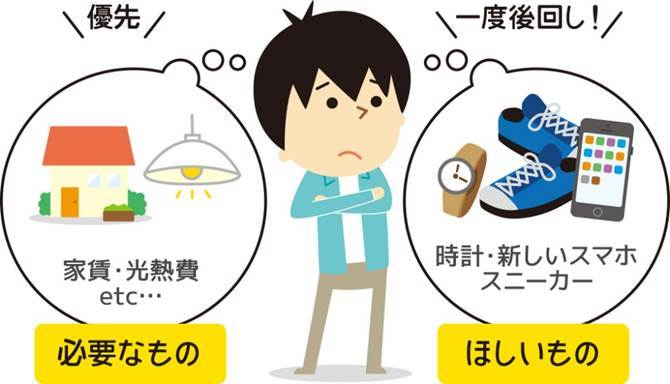 優先
家賃・光熱費
etc…
必要なもの
一度後回し!
時計・新しいスマホ
スニーカー
ほしいもの